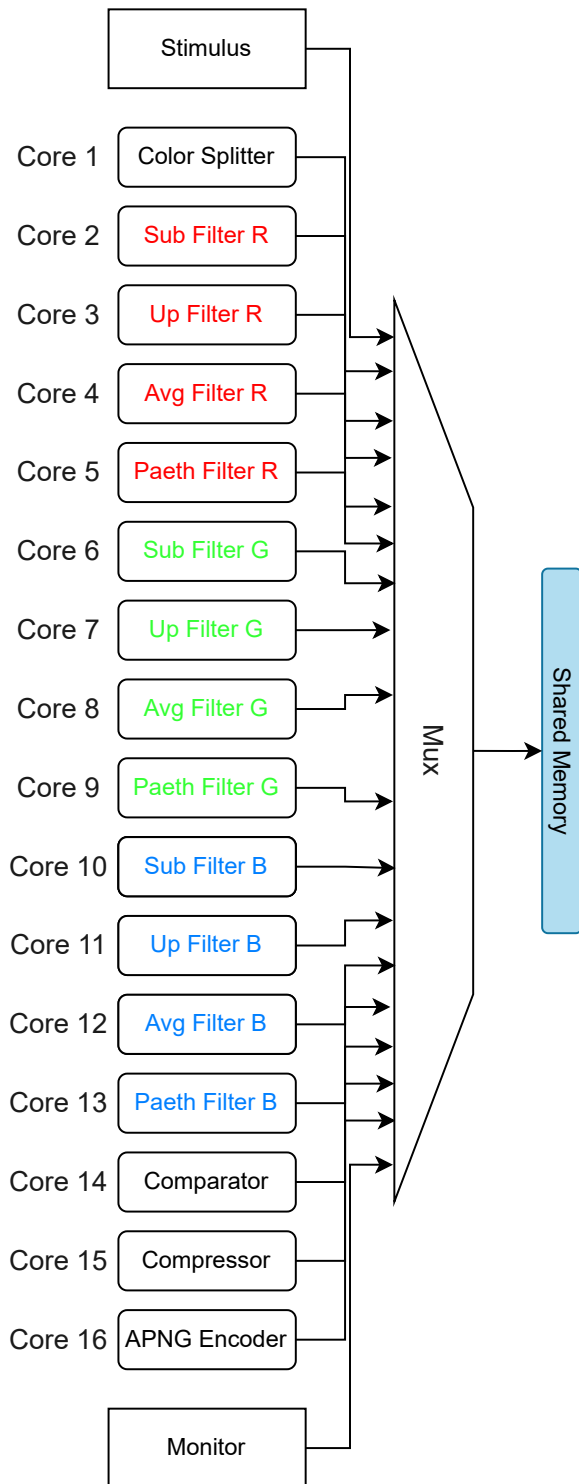 Stimulus
Core 1 Color Splitter
Core 2 Sub Filter R
Core 3 Up Filter R
Core 4 Avg Filter R
Core 5 Paeth Filter R
Core 6 Sub Filter G
Core 7 Up Filter G
Core 8 Avg Filter G
Core 9 Paeth Filter G
Core 10 Sub Filter B
Core 11 Up Filter B
Core 12 Avg Filter B
Core 13 Paeth Filter B
Core 14 Comparator
Core 15 Compressor
Core 16 APNG Encoder
Monitor
Mux
Shared Memory